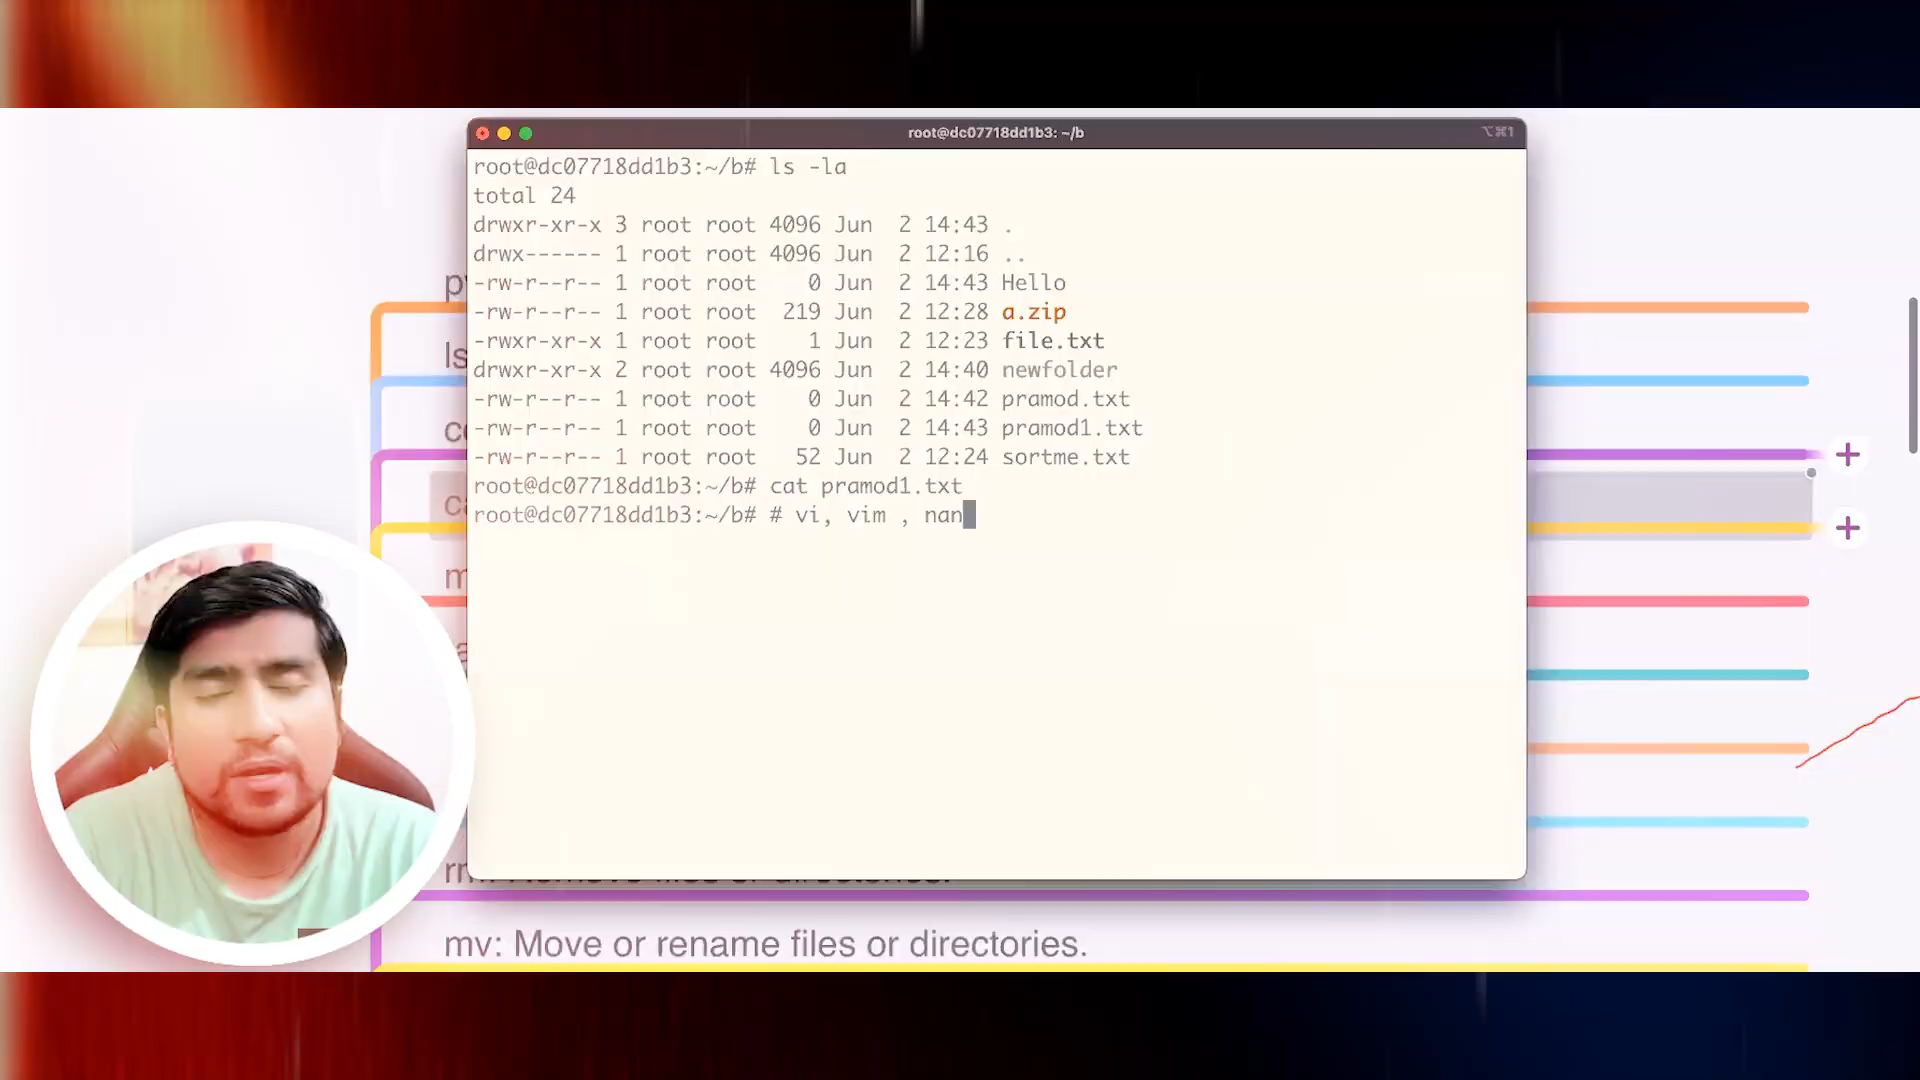 root@dc07718dd1b3: ~/b
⌥⌘1
root@dc07718dd1b3:~/b# ls -la
total 24
drwxr-xr-x 3 root root 4096 Jun  2 14:43 .
drwx------ 1 root root 4096 Jun  2 12:16 ..
-rw-r--r-- 1 root root    0 Jun  2 14:43 Hello
-rw-r--r-- 1 root root  219 Jun  2 12:28 a.zip
-rwxr-xr-x 1 root root    1 Jun  2 12:23 file.txt
drwxr-xr-x 2 root root 4096 Jun  2 14:40 newfolder
-rw-r--r-- 1 root root    0 Jun  2 14:42 pramod.txt
-rw-r--r-- 1 root root    0 Jun  2 14:43 pramod1.txt
-rw-r--r-- 1 root root   52 Jun  2 12:24 sortme.txt
root@dc07718dd1b3:~/b# cat pramod1.txt
root@dc07718dd1b3:~/b# # vi, vim , nan
ls
mv: Move or rename files or directories.